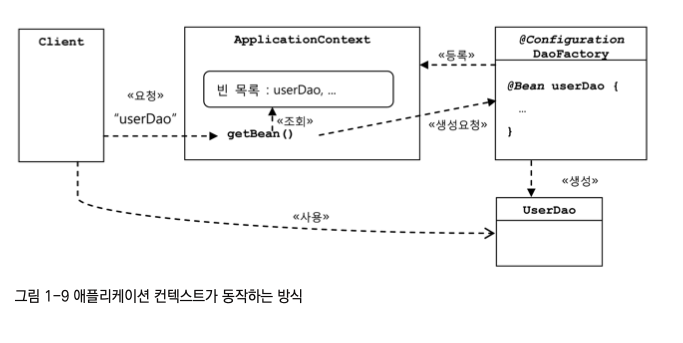 Client
ApplicationContext
@Configuration
DaoFactory
«등록»
«요청»
"userDao"
빈 목록 : userDao, ...
«조회»
getBean()
«생성요청»
@Bean userDao {
...
}
«생성»
UserDao
«사용»
그림 1-9 애플리케이션 컨텍스트가 동작하는 방식